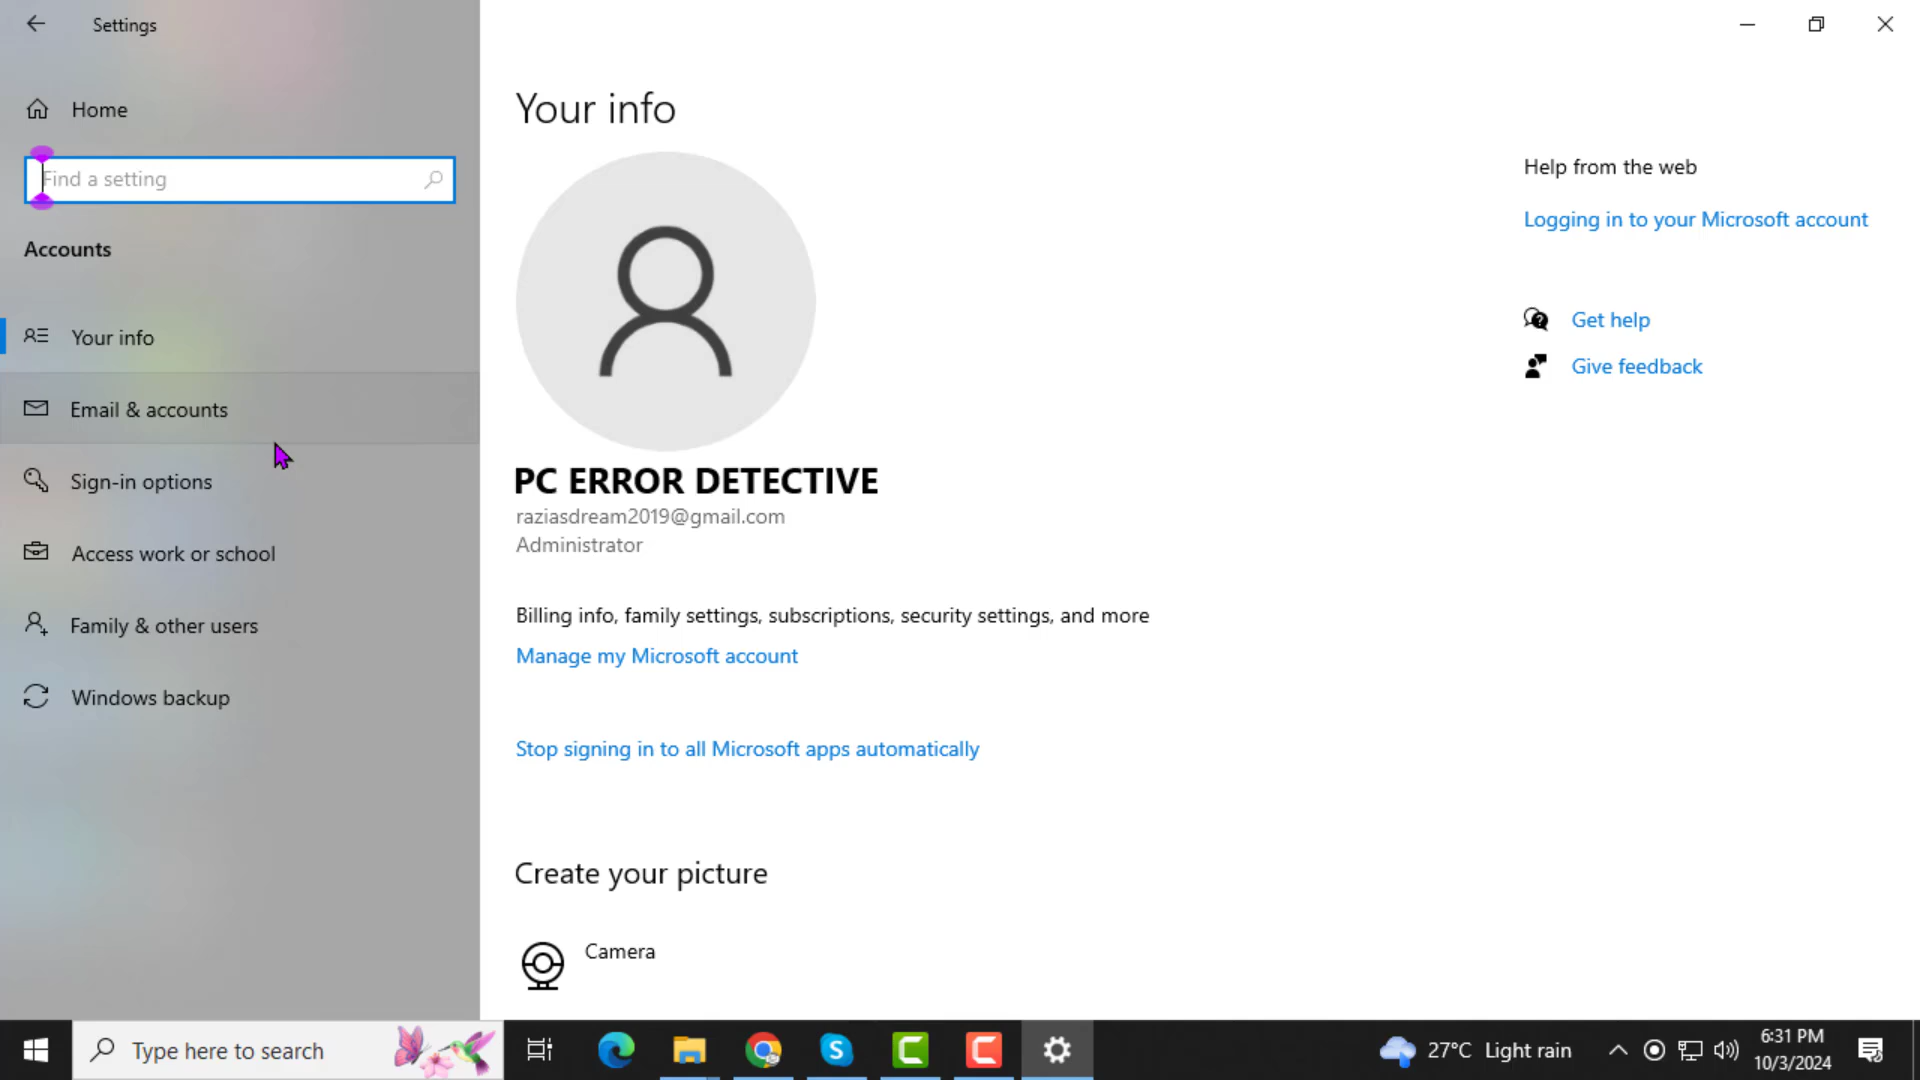 Settings
Home
Find a setting
Accounts
Your info
Email & accounts
Sign-in options
Access work or school
Family & other users
Windows backup
Your info
PC ERROR DETECTIVE
raziasdream2019@gmail.com
Administrator
Billing info, family settings, subscriptions, security settings, and more
Manage my Microsoft account
Stop signing in to all Microsoft apps automatically
Create your picture
Camera
Help from the web
Logging in to your Microsoft account
Get help
Give feedback
Type here to search
27°C Light rain
6:31 PM
10/3/2024